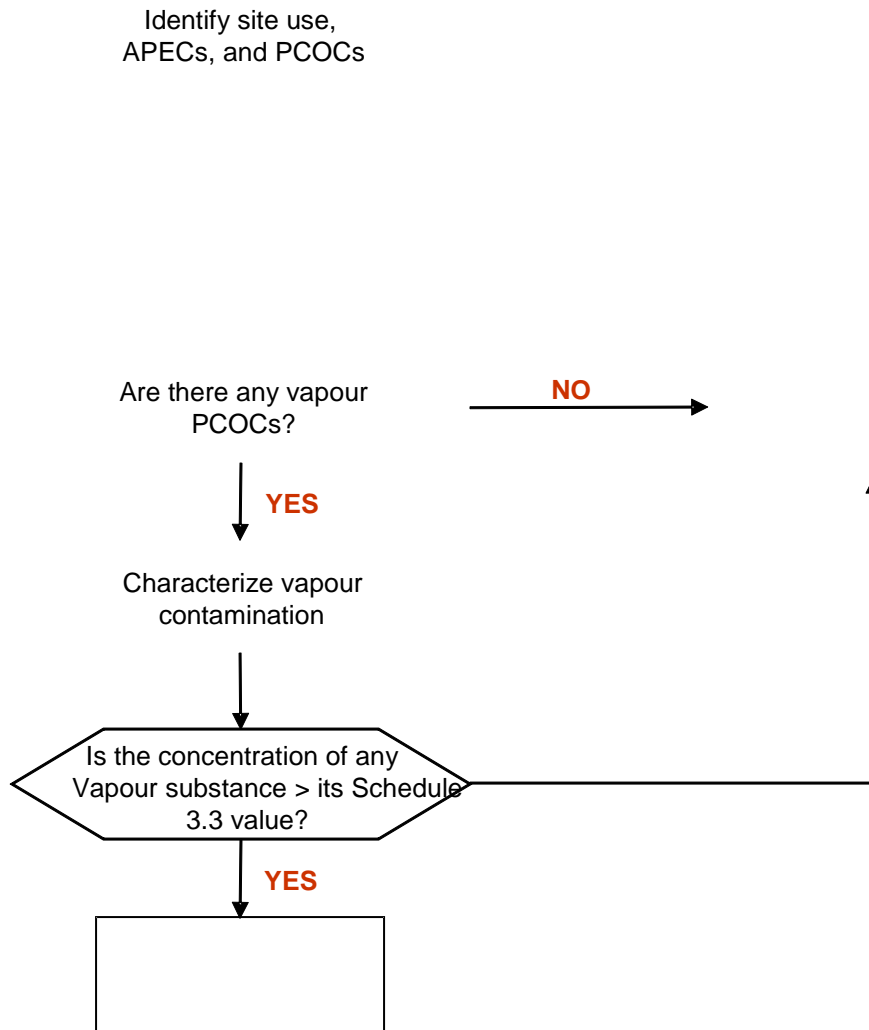 Identify site use,
APECs, and PCOCs
Are there any vapour
PCOCs?
NO
YES
Characterize vapour
contamination
Is the concentration of any
Vapour substance > its Schedule
3.3 value?
YES